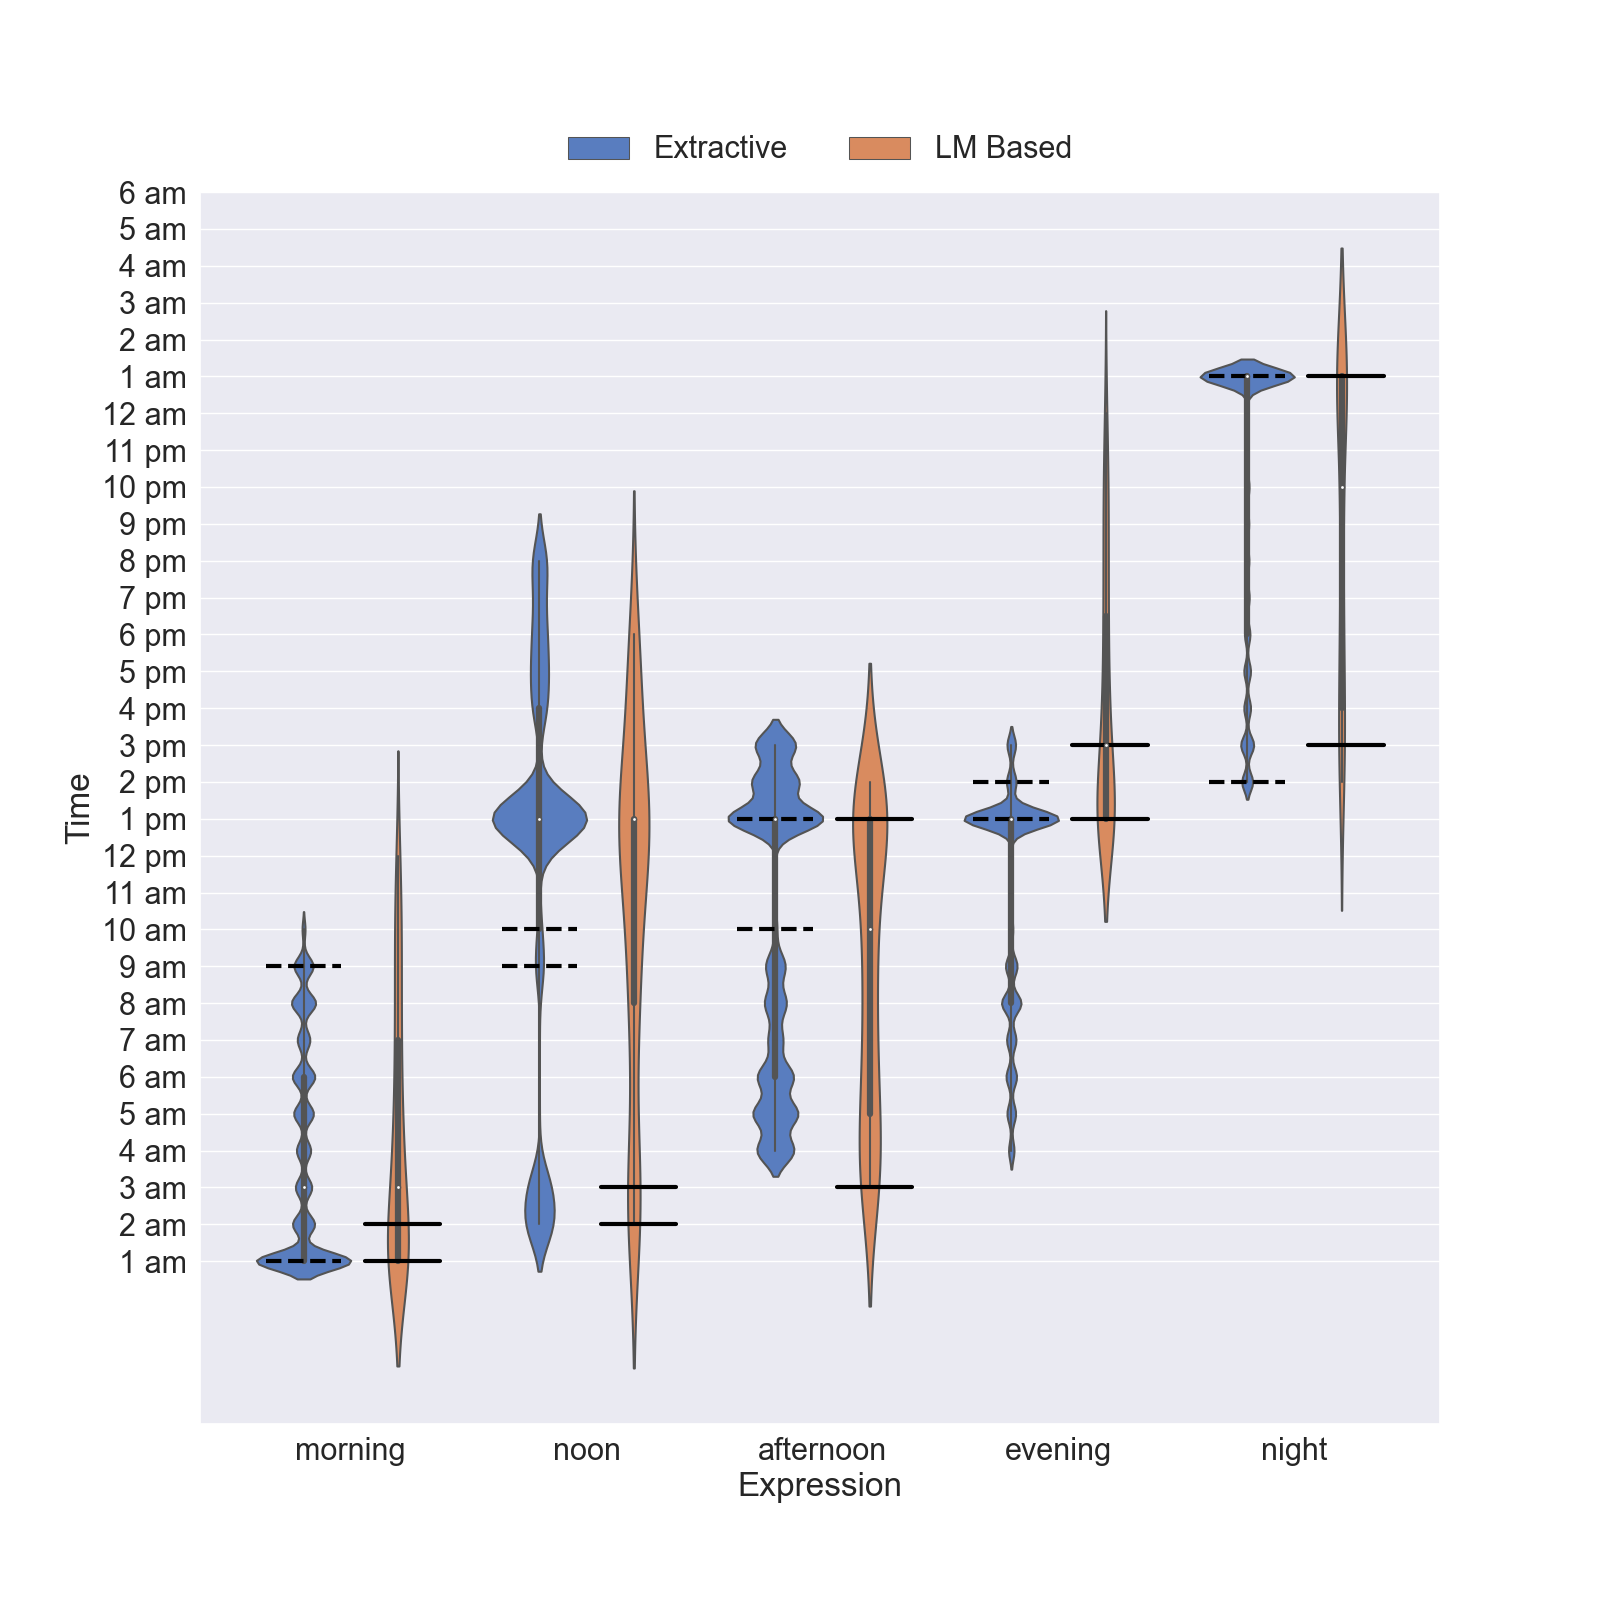 Extractive LM Based
6 am
5 am
4 am
3 am
2 am
1 am
12 am
11 pm
10 pm
9 pm
8 pm
7 pm
6 pm
5 pm
4 pm
3 pm
2 pm
1 pm
12 pm
11 am
10 am
9 am
8 am
7 am
6 am
5 am
4 am
3 am
2 am
1 am
Time
morning noon afternoon evening night
Expression